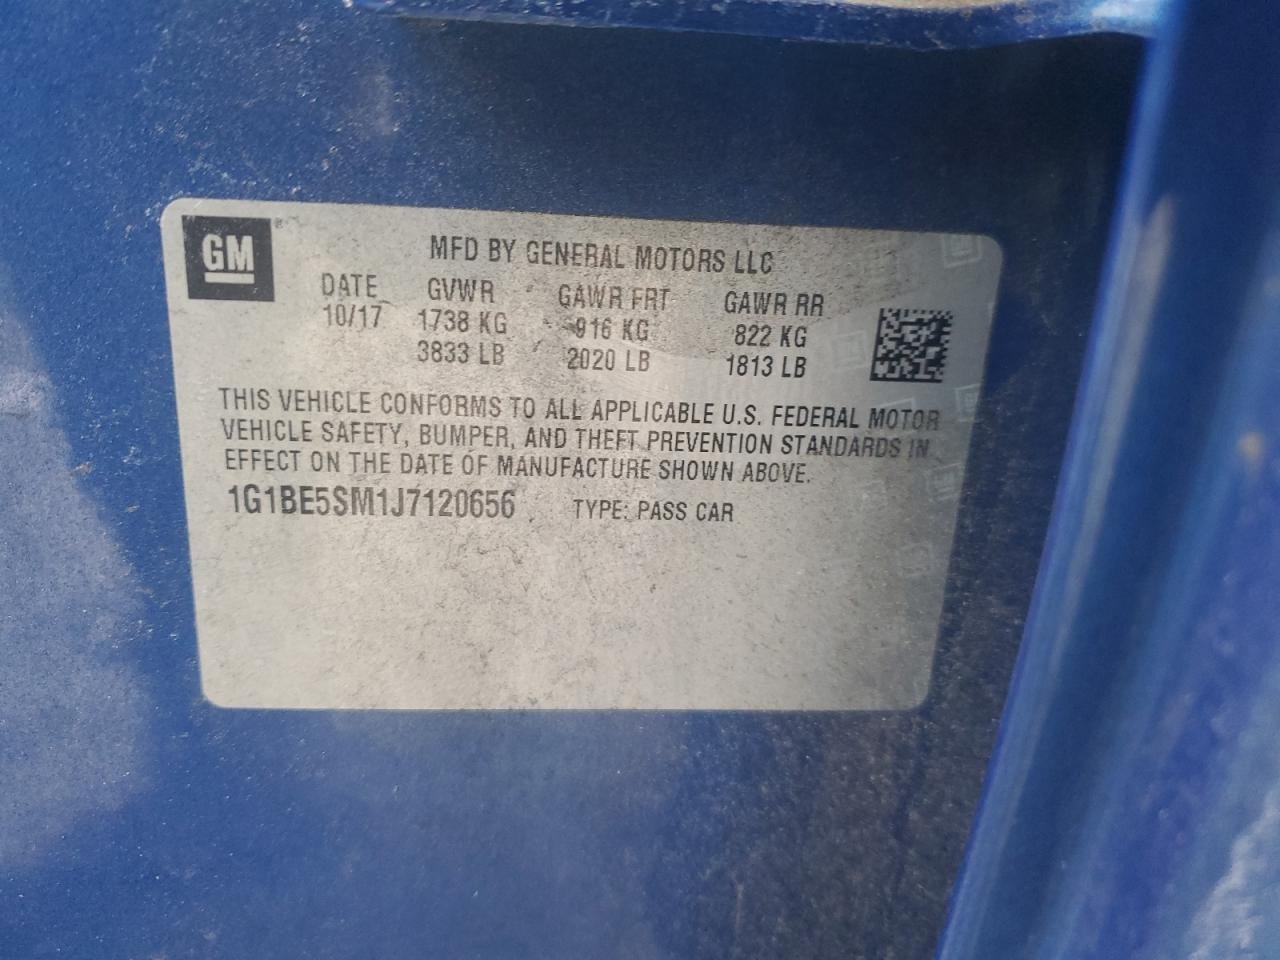 GM
MFD BY GENERAL MOTORS LLC
DATE GVWR GAWR FRT GAWR RR
10/17 1738 KG 916 KG 822 KG
3833 LB 2020 LB 1813 LB
THIS VEHICLE CONFORMS TO ALL APPLICABLE U.S. FEDERAL MOTOR
VEHICLE SAFETY, BUMPER, AND THEFT PREVENTION STANDARDS IN
EFFECT ON THE DATE OF MANUFACTURE SHOWN ABOVE.
1G1BE5SM1J7120656 TYPE: PASS CAR